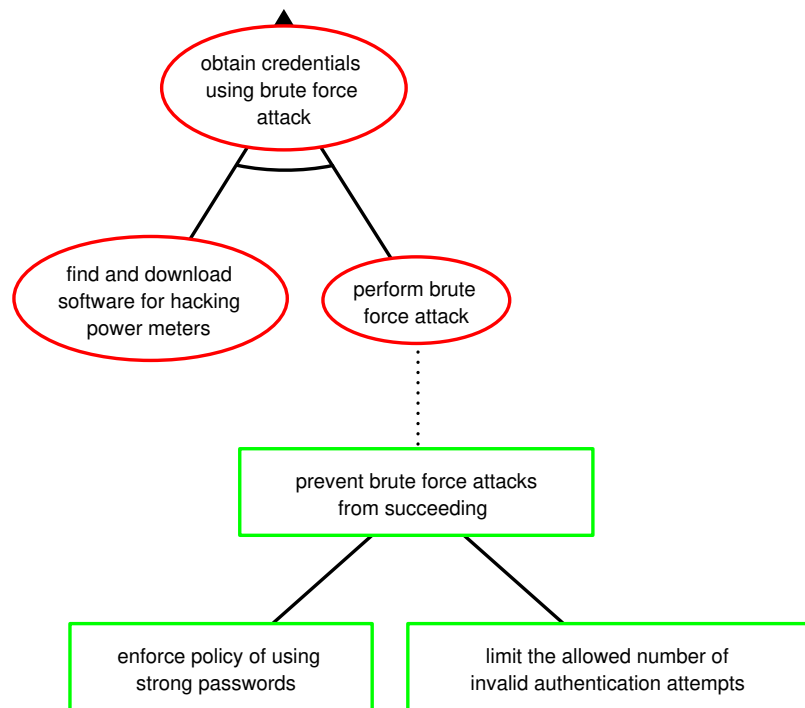 obtain credentials
using brute force
attack
find and download
software for hacking
power meters
perform brute
force attack
prevent brute force attacks
from succeeding
enforce policy of using
strong passwords
limit the allowed number of
invalid authentication attempts